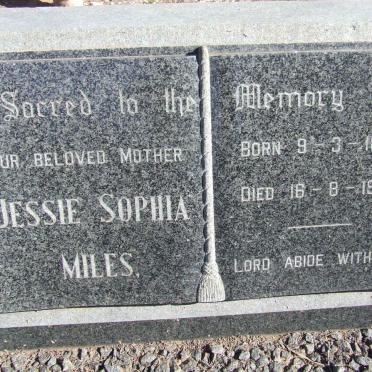 Sacred to the Memory
UR BELOVED MOTHER
JESSIE SOPHIA
MILES.
BORN 9-3-1
DIED 16-8-1
LORD ABIDE WITH